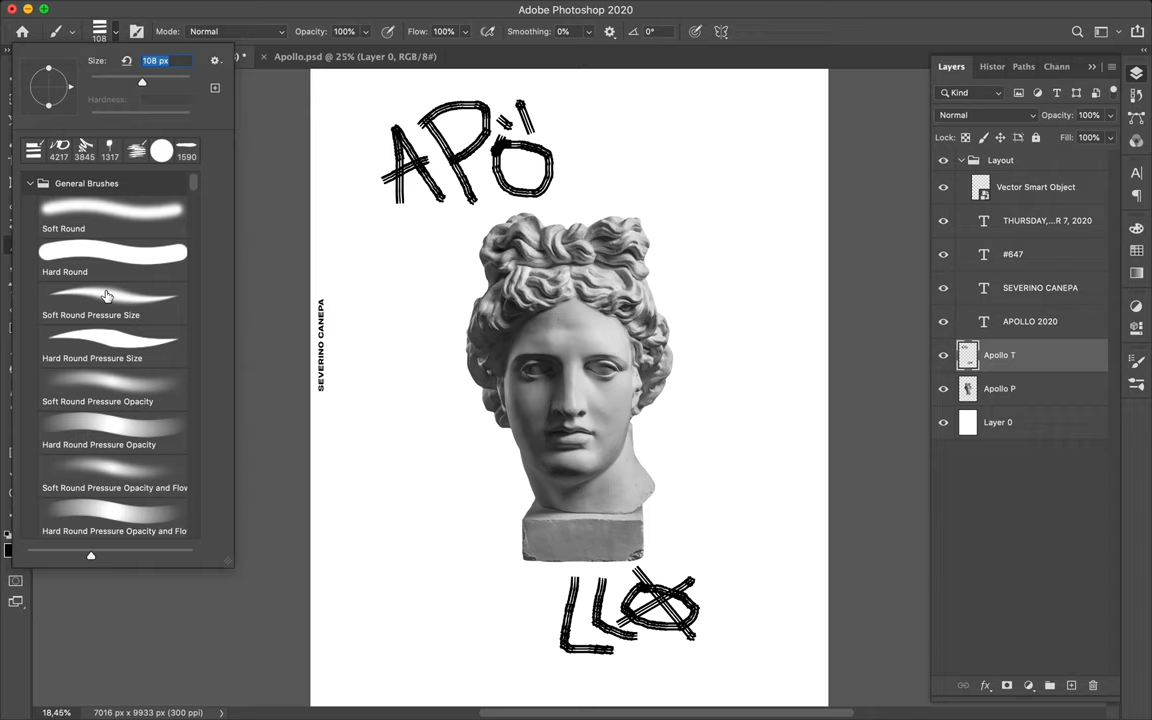 Adobe Photoshop 2020
108
Mode: Normal
Opacity: 100%
Flow: 100%
Smoothing: 0%
0°
Apollo.psd @ 25% (Layer 0, RGB/8#)
Size: 108 px
Hardness:
4217 3845 1317 1590
General Brushes
Soft Round
Hard Round
Soft Round Pressure Size
Hard Round Pressure Size
Soft Round Pressure Opacity
Hard Round Pressure Opacity
Soft Round Pressure Opacity and Flow
Hard Round Pressure Opacity and Flo
APO
SEVERINO CANEPA
LLO
Layers Histor Paths Chann
Kind
Normal Opacity: 100%
Lock: Fill: 100%
Layout
Vector Smart Object
THURSDAY,...R 7, 2020
#647
SEVERINO CANEPA
APOLLO 2020
Apollo T
Apollo P
Layer 0
18,45% 7016 px x 9933 px (300 ppi)